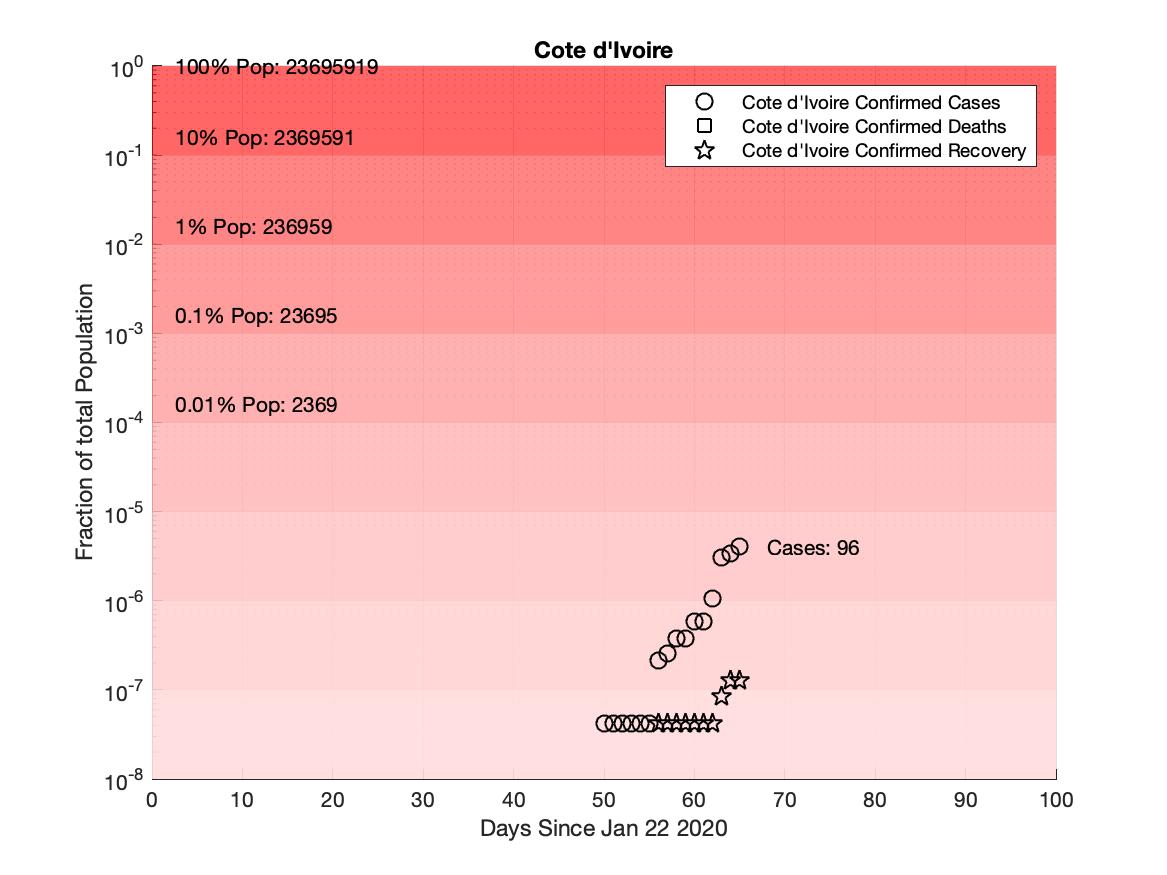 Cote d'Ivoire
10^0
100% Pop: 23695919
Cote d'Ivoire Confirmed Cases
Cote d'Ivoire Confirmed Deaths
Cote d'Ivoire Confirmed Recovery
10% Pop: 2369591
10^-1
1% Pop: 236959
10^-2
0.1% Pop: 23695
10^-3
0.01% Pop: 2369
10^-4
10^-5
Cases: 96
10^-6
10^-7
10^-8
Fraction of total Population
0 10 20 30 40 50 60 70 80 90 100
Days Since Jan 22 2020